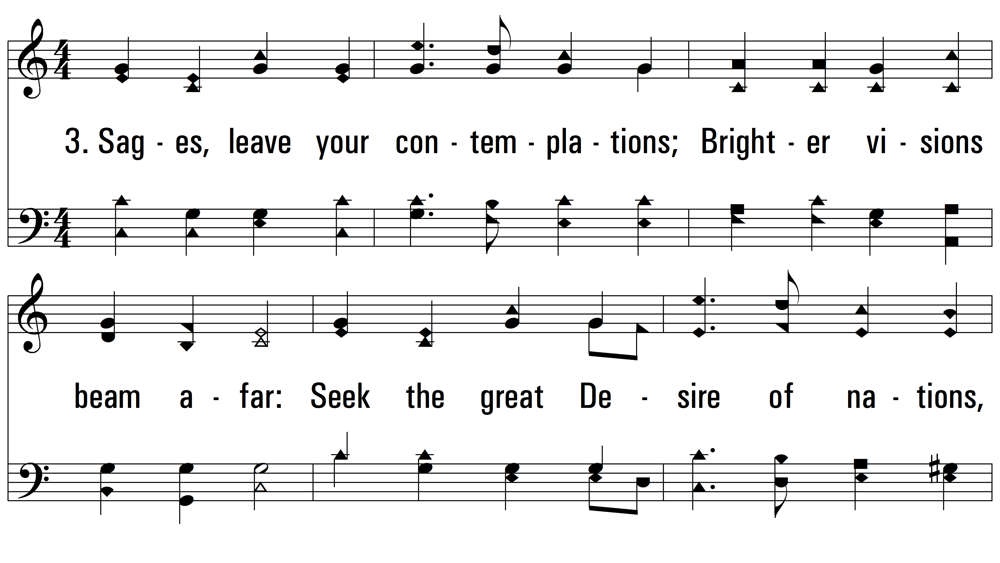 3. Sag - es, leave your con - tem - pla - tions; Bright - er vi - sions
beam a - far: Seek the great De - sire of na - tions,